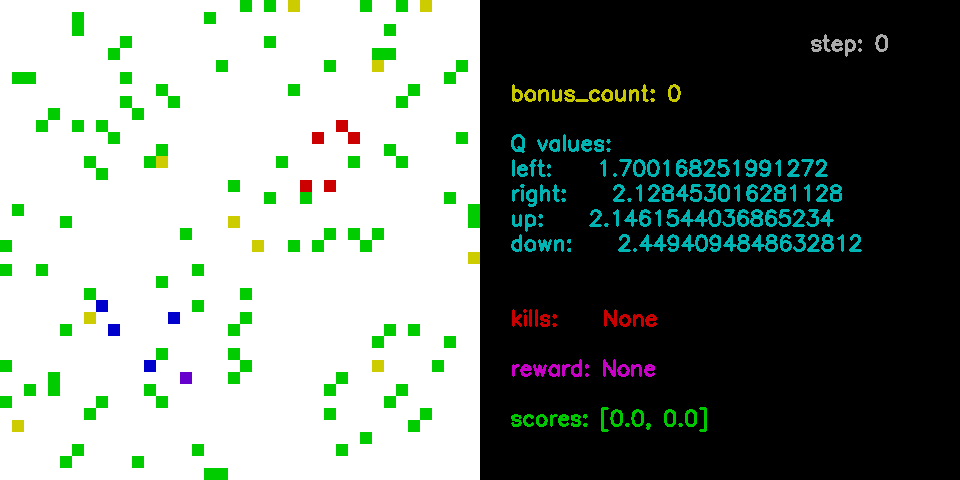 step: 0
bonus_count: 0
Q values:
left: 1.700168251991272
right: 2.128453016281128
up: 2.1461544036865234
down: 2.4494094848632812
kills: None
reward: None
scores: [0.0, 0.0]